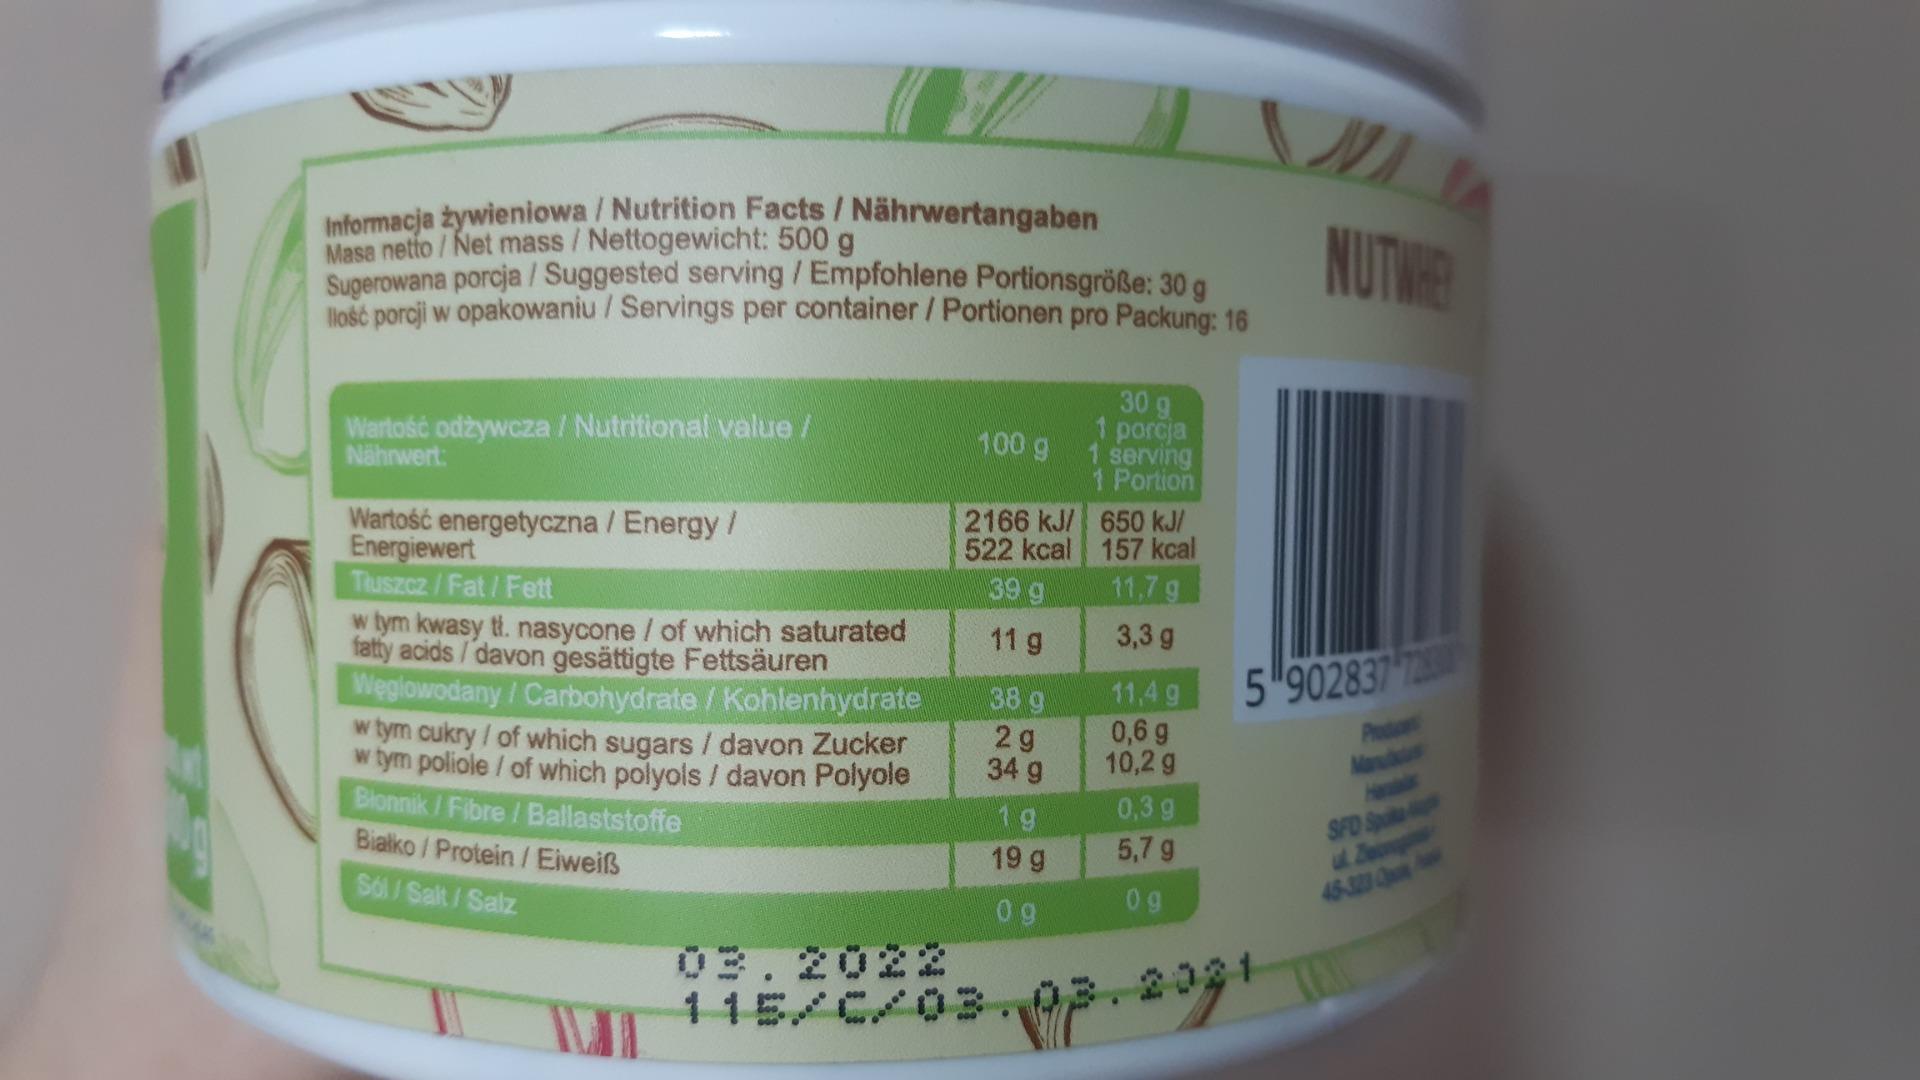 Informacja żywieniowa / Nutrition Facts / Nährwertangaben
Masa netto / Net mass / Nettogewicht: 500 g
Sugerowana porcja / Suggested serving / Empfohlene Portionsgröße: 30 g
Ilość porcji w opakowaniu / Servings per container / Portionen pro Packung: 16
Wartość odżywcza / Nutritional value /
Nährwert:
100 g
30 g
1 porcja
1 serving
1 Portion
Wartość energetyczna / Energy /
Energiewert
2166 kJ/ 650 kJ/
522 kcal 157 kcal
Tłuszcz / Fat / Fett 39 g 11,7 g
w tym kwasy tł. nasycone / of which saturated
fatty acids / davon gesättigte Fettsäuren
11 g 3,3 g
Węglowodany / Carbohydrate / Kohlenhydrate 38 g 11,4 g
w tym cukry / of which sugars / davon Zucker 2 g 0,6 g
w tym poliole / of which polyols / davon Polyole 34 g 10,2 g
Błonnik / Fibre / Ballaststoffe 1 g 0,3 g
Białko / Protein / Eiweiß 19 g 5,7 g
Sól / Salt / Salz 0 g 0 g
03.2022
115/C/03.03.2021
NUTWHEY
5 902837
SFD
45-323